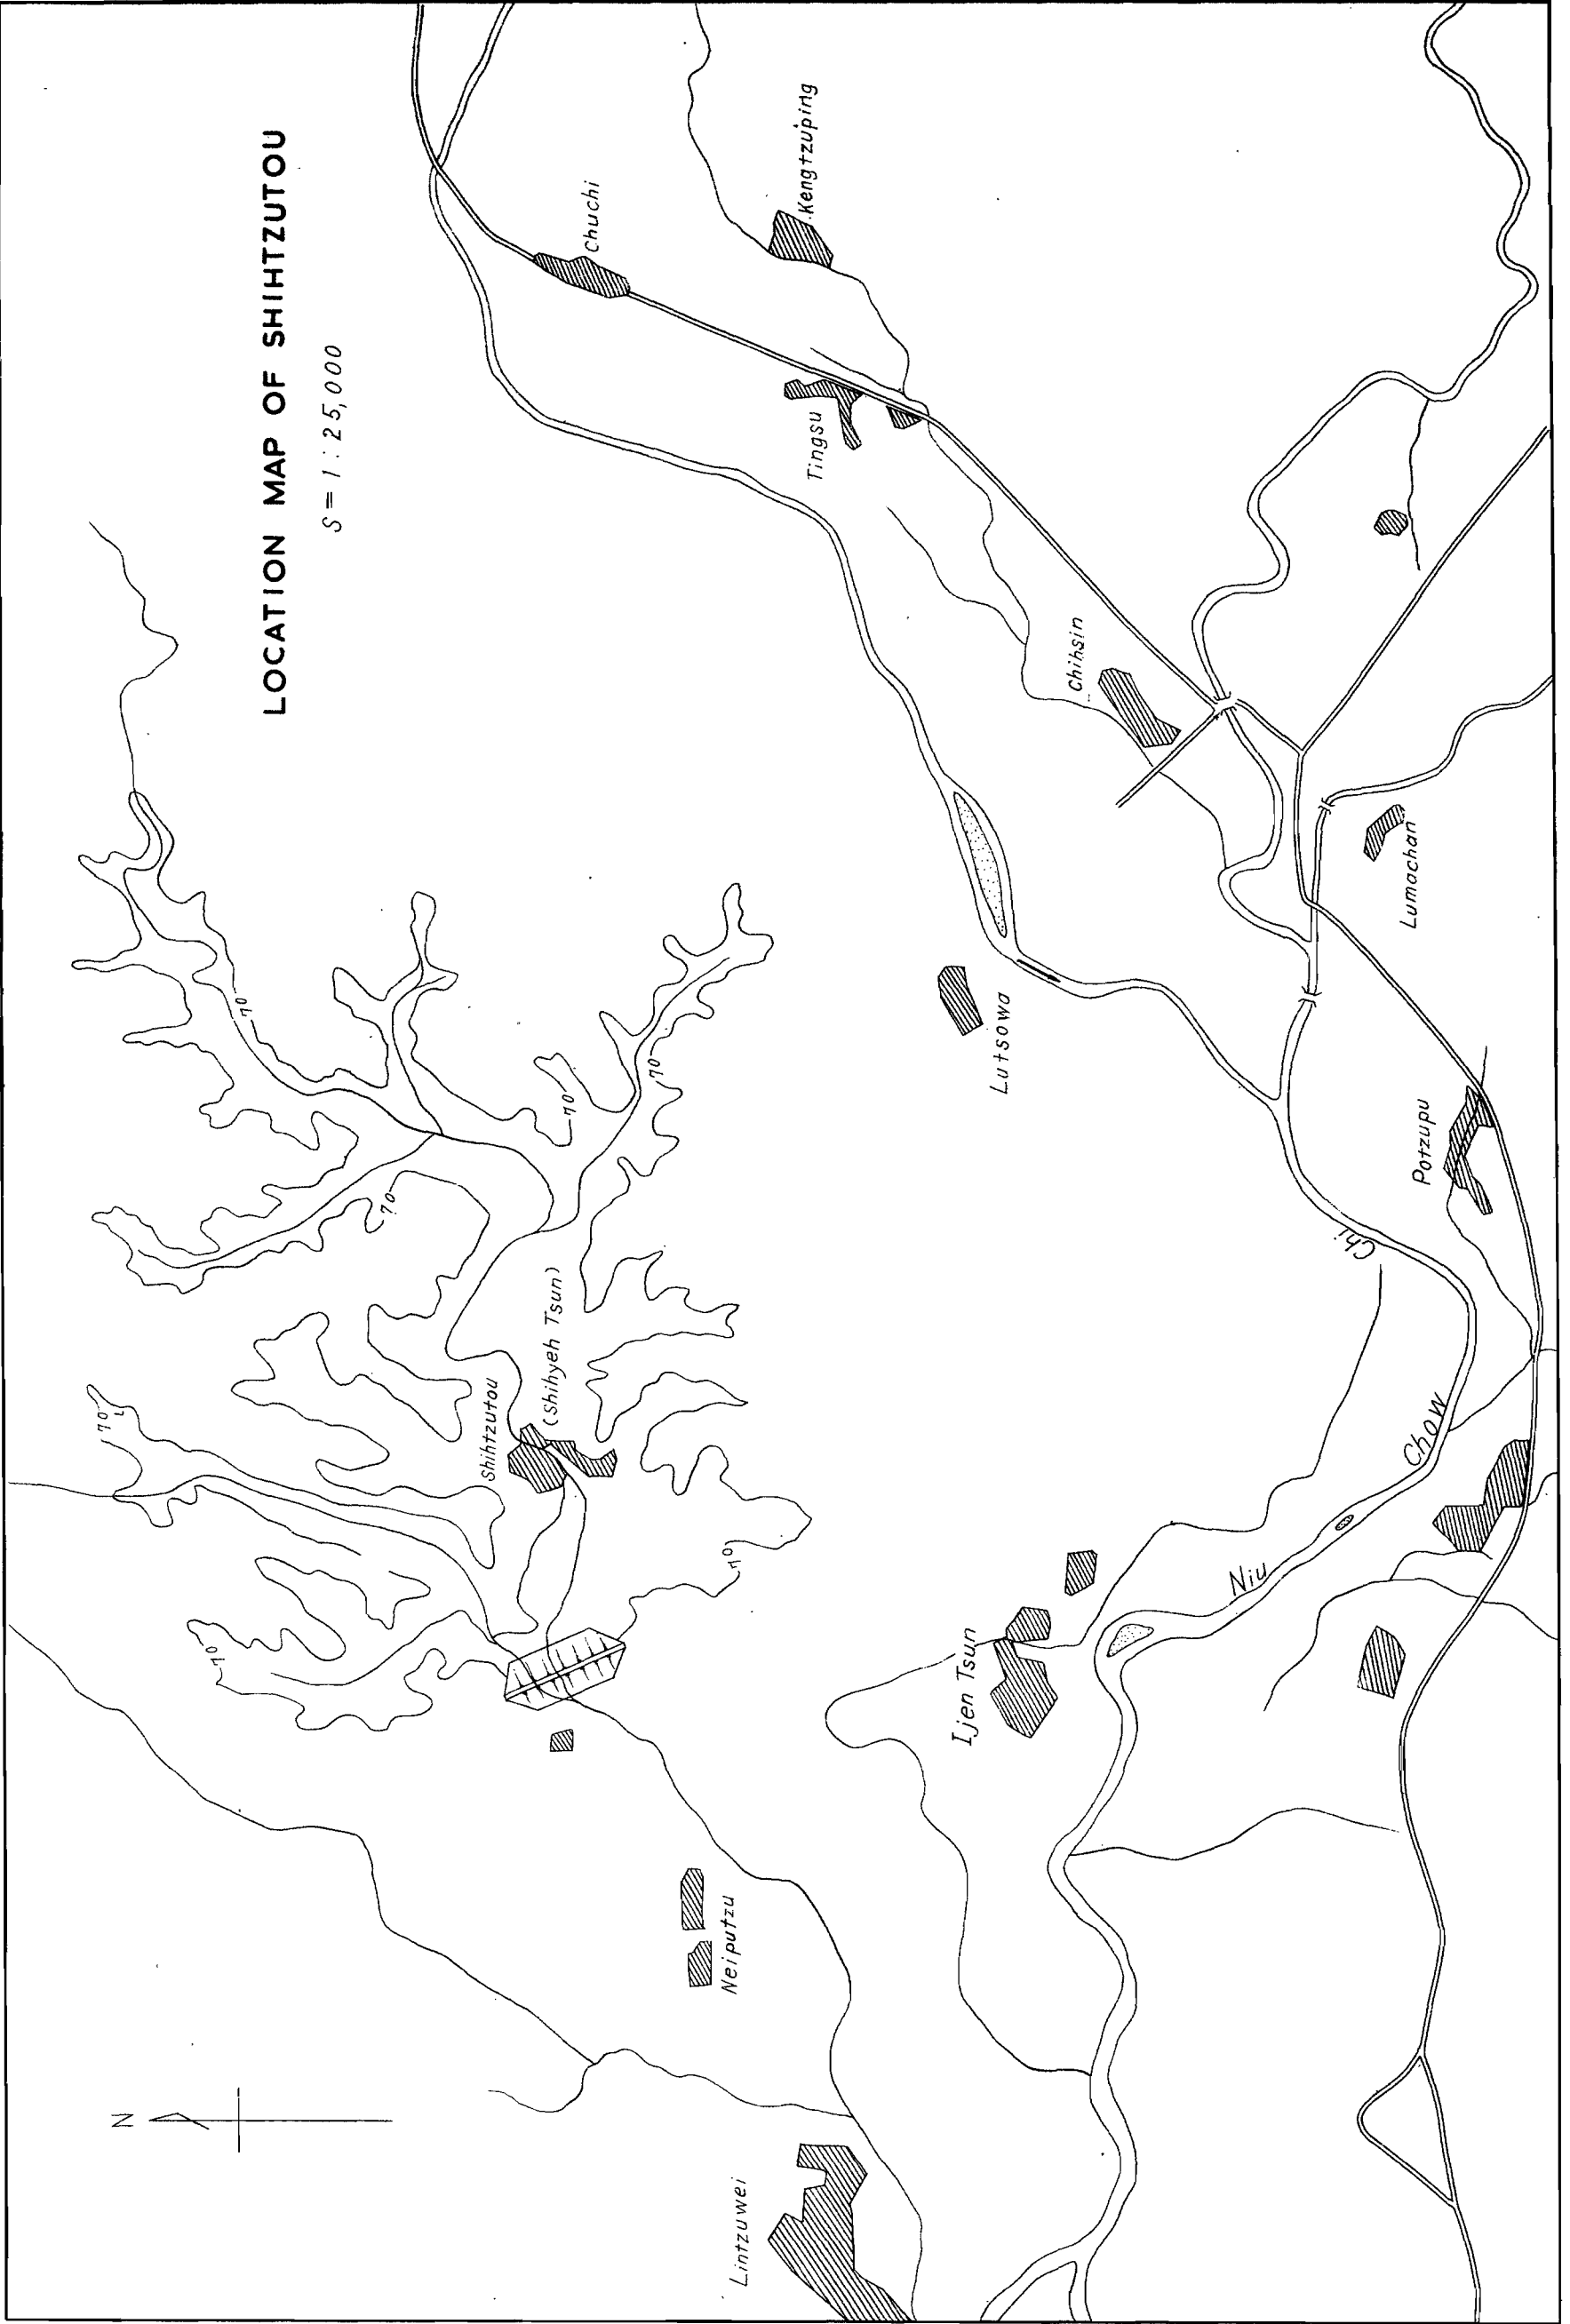 LOCATION MAP OF SHIHTZUTOU
S = 1 : 25,000
N
Chuchi
Kengtzuping
Tingsu
Chihsin
Lumachan
Lutsowa
Potzupu
Shihtzutou
(Shihyeh Tsun)
Ijen Tsun
Neiputzu
Lintzuwei
Niu
Chow
Chi
70
70
70
70
70
70
70